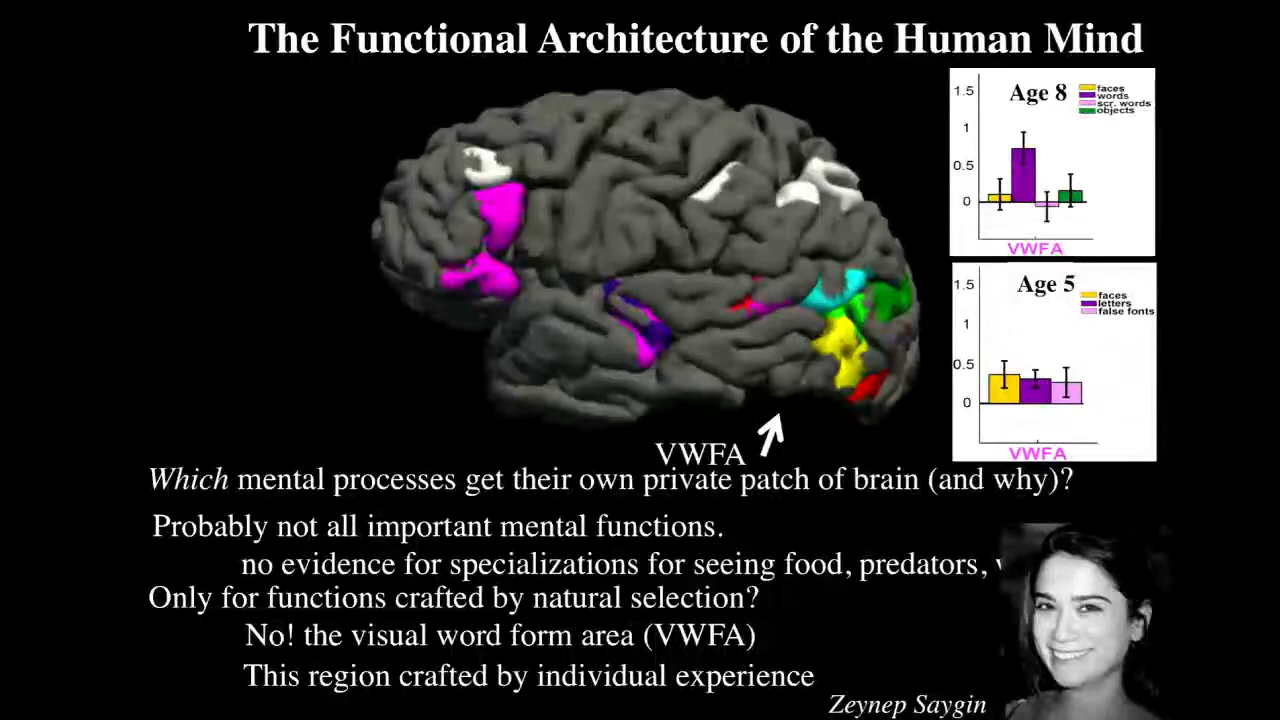 The Functional Architecture of the Human Mind
1.5
Age 8
faces
words
scr. words
objects
1
0.5
0
VWFA
1.5
Age 5
faces
letters
false fonts
1
0.5
0
VWFA
VWFA
Which mental processes get their own private patch of brain (and why)?
Probably not all important mental functions.
no evidence for specializations for seeing food, predators,
Only for functions crafted by natural selection?
No! the visual word form area (VWFA)
This region crafted by individual experience
Zeynep Saygin